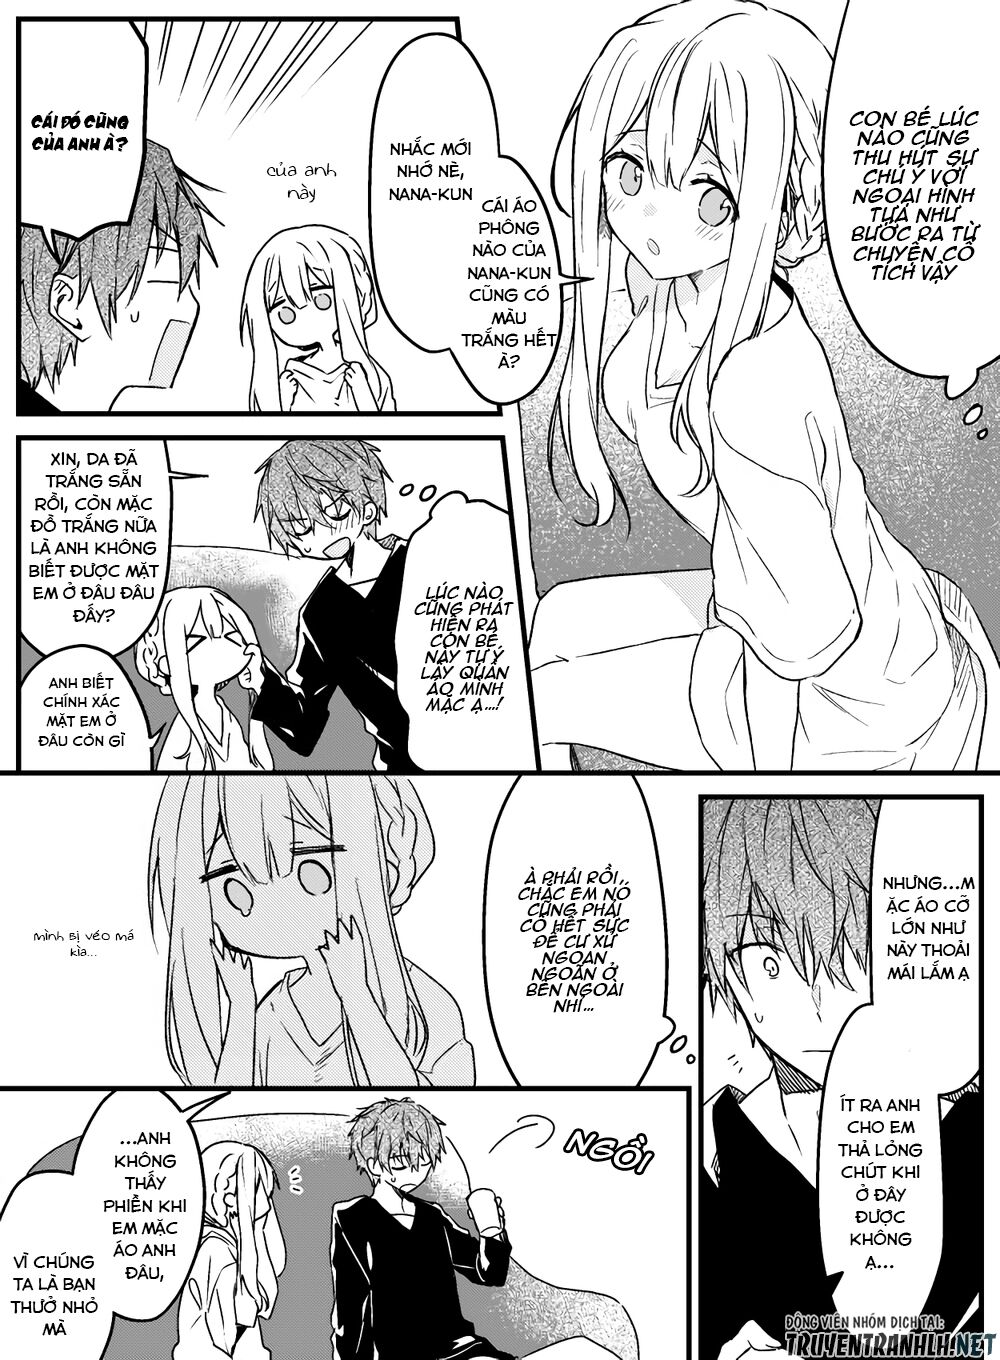 CON BÉ LÚC
NÀO CŨNG
THU HÚT SỰ
CHÚ Ý VỚI
NGOẠI HÌNH
TỰA NHƯ
BƯỚC RA TỪ
CHUYỆN CỔ
TÍCH VẬY
NHẮC MỚI
NHỚ NÈ,
NANA-KUN
CÁI ÁO
PHÔNG
NÀO CỦA
NANA-KUN
CŨNG CÓ
MÀU
TRẮNG HẾT
À?
của anh
này
CÁI ĐÓ CŨNG
CỦA ANH À?
LÚC NÀO
CŨNG PHÁT
HIỆN RA
CON BÉ
NÀY TỰ Ý
LẤY QUẦN
ÁO MÌNH
MẶC Ạ...!
XIN, DA ĐÃ
TRẮNG SẴN
RỒI, CÒN MẶC
ĐỒ TRẮNG NỮA
LÀ ANH KHÔNG
BIẾT ĐƯỢC MẶT
EM Ở ĐÂU ĐÂU
ĐẤY?
ANH BIẾT
CHÍNH XÁC
MẶT EM Ở
ĐÂU CÒN GÌ
NHƯNG...M
ẶC ÁO CỠ
LỚN NHƯ
NÀY THOẢI
MÁI LẮM Ạ
ÍT RA ANH
CHO EM
THẢ LỎNG
CHÚT KHI
Ở ĐÂY
ĐƯỢC
KHÔNG
Ạ...
À PHẢI RỒI,
CHẮC EM NÓ
CŨNG PHẢI
CÓ HẾT SỨC
ĐỂ CƯ XỬ
NGOAN
NGOÃN Ở
BÊN NGOÀI
NHỈ...
mình bị véo má
kìa...
NGỒI
...ANH
KHÔNG
THẤY
PHIỀN KHI
EM MẶC
ÁO ANH
ĐÂU,
VÌ CHÚNG
TA LÀ BẠN
THUỞ NHỎ
MÀ
ĐỘNG VIÊN NHÓM DỊCH TẠI:
TRUYENTRANHLH.NET